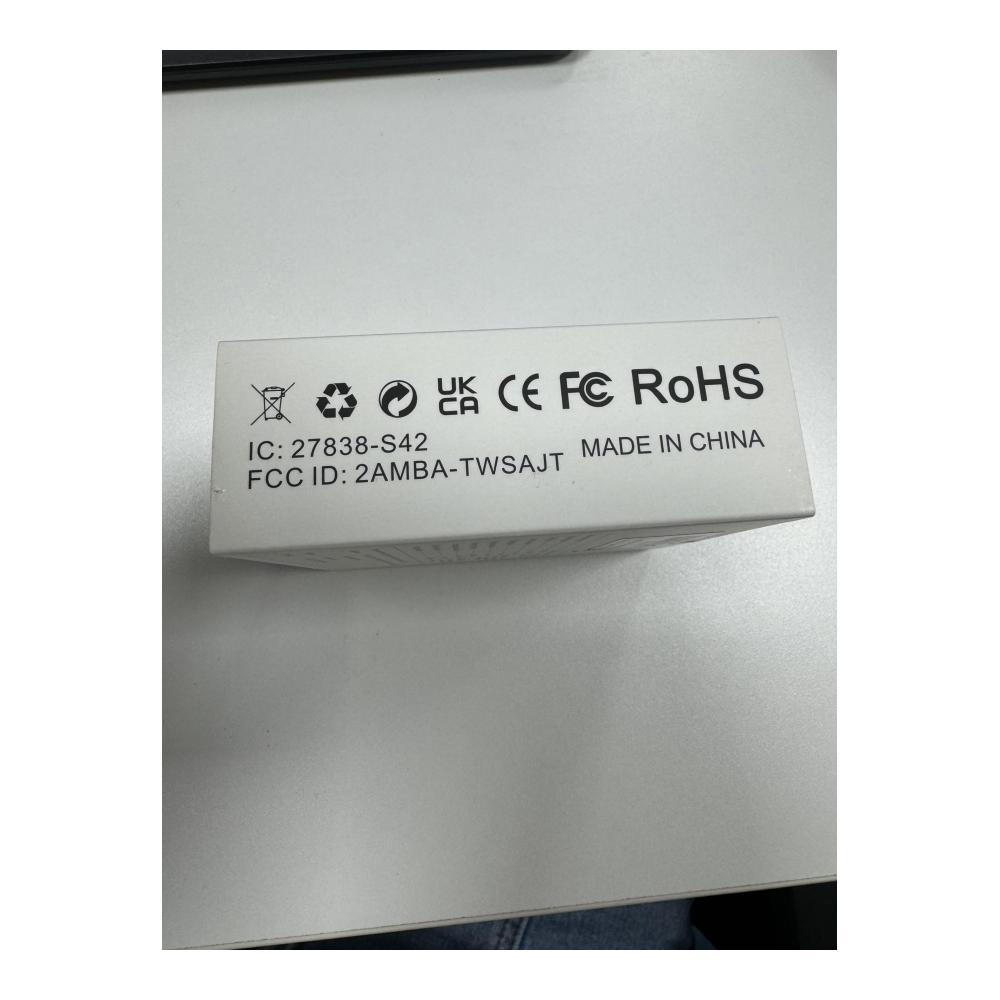 UK CA CE FC RoHS
IC: 27838-S42
FCC ID: 2AMBA-TWSAJT
MADE IN CHINA